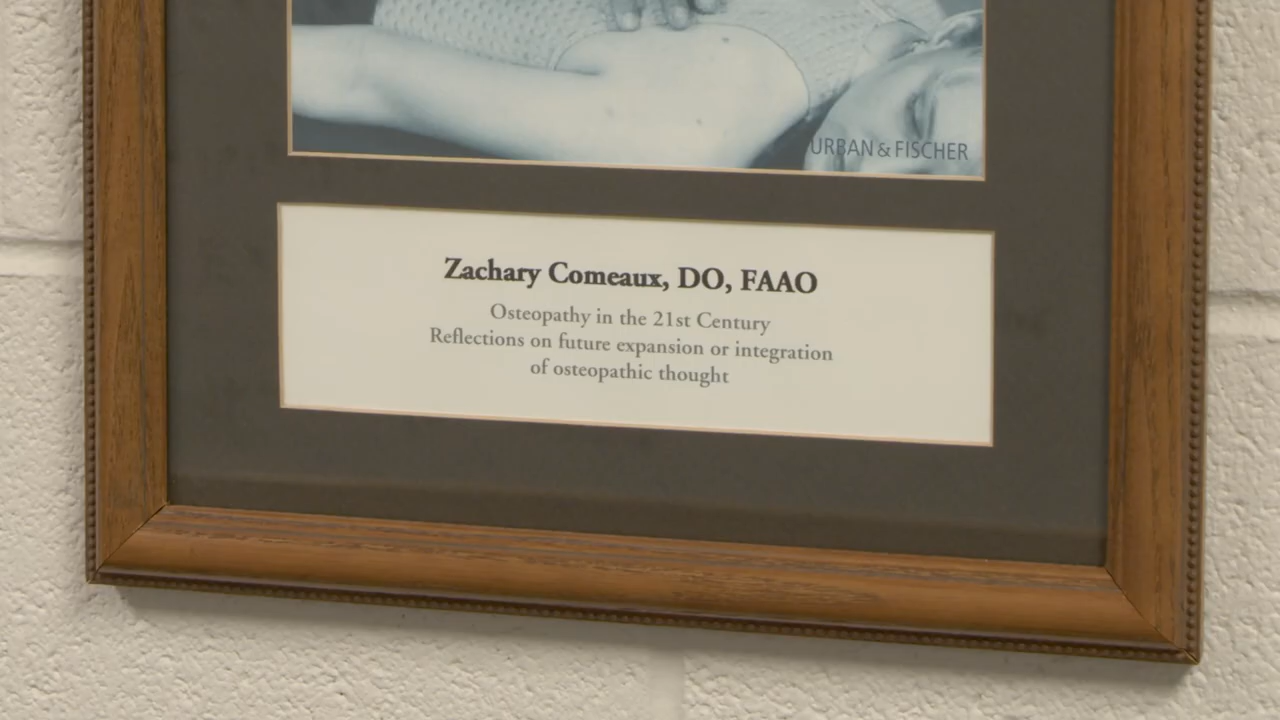 URBAN & FISCHER
Zachary Comeaux, DO, FAAO
Osteopathy in the 21st Century
Reflections on future expansion or integration
of osteopathic thought